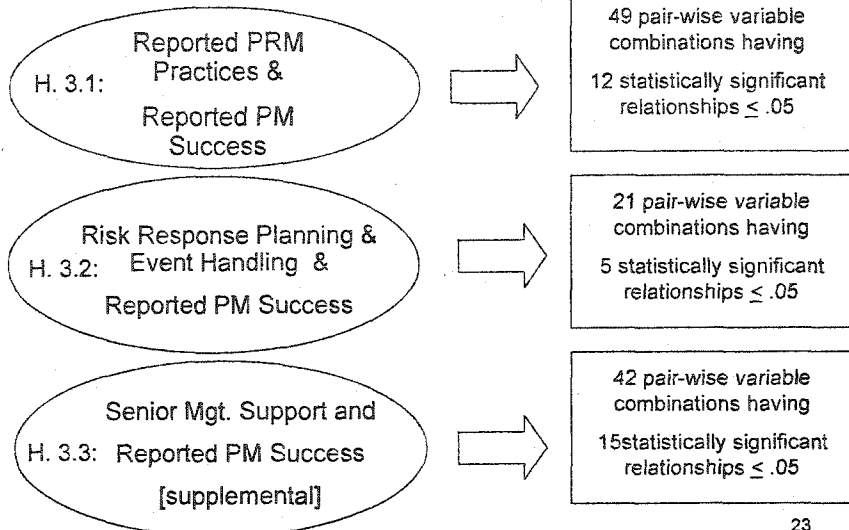 H. 3.1:
Reported PRM
Practices &
Reported PM
Success
49 pair-wise variable
combinations having
12 statistically significant
relationships ≤ .05
H. 3.2:
Risk Response Planning &
Event Handling &
Reported PM Success
21 pair-wise variable
combinations having
5 statistically significant
relationships ≤ .05
H. 3.3:
Senior Mgt. Support and
Reported PM Success
[supplemental]
42 pair-wise variable
combinations having
15statistically significant
relationships ≤ .05
23